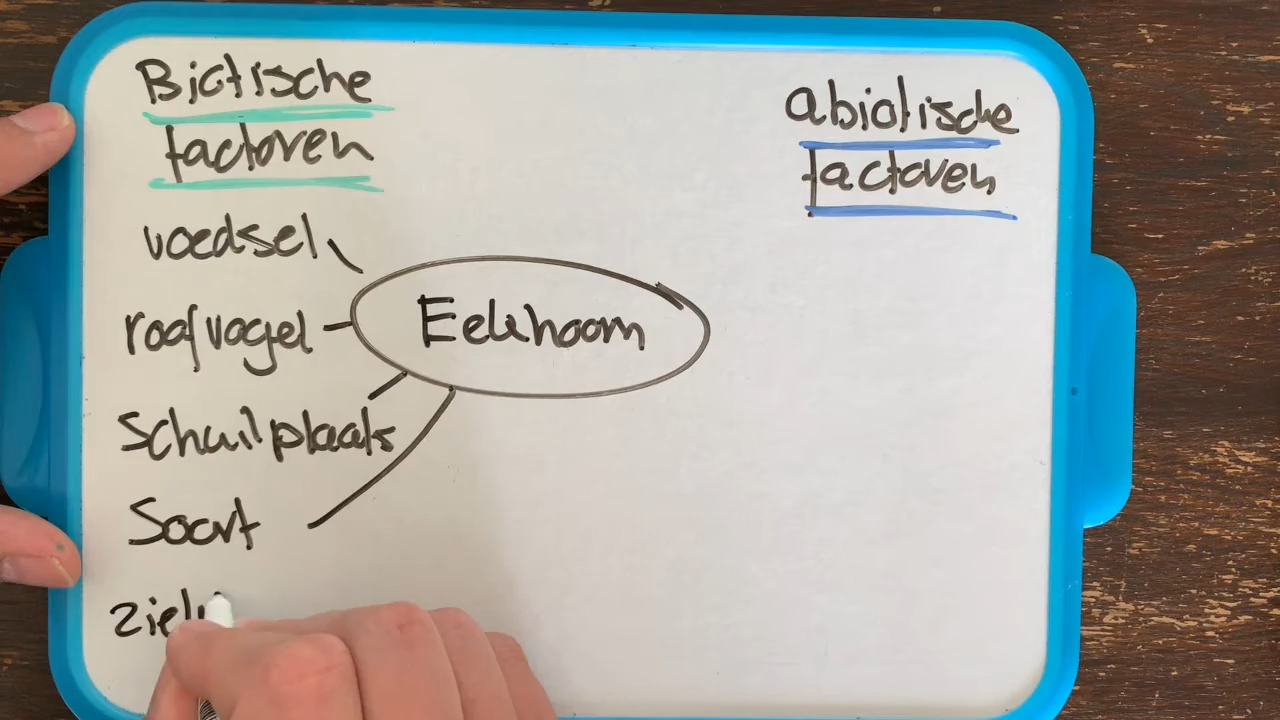 Biotische
factoren
abiotische
factoren
voedsel
roofvogel
Eekhoorn
Schuilplaats
Soort